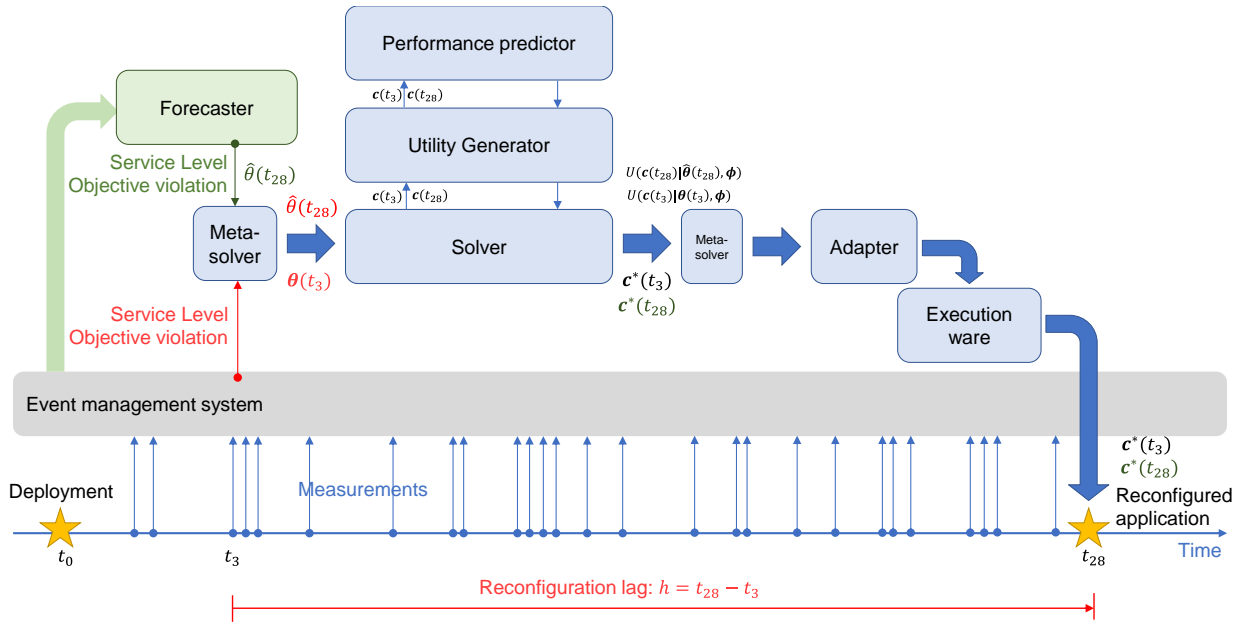 Performance predictor
𝒄(𝑡₃) 𝒄(𝑡₂₈)
Forecaster
Utility Generator
Service Level
Objective violation
𝜃̂(𝑡₂₈)
𝒄(𝑡₃) 𝒄(𝑡₂₈)
𝑈(𝒄(𝑡₂₈)|𝜽̂(𝑡₂₈), 𝝓)
𝑈(𝒄(𝑡₃)|𝜽(𝑡₃), 𝝓)
Meta-
solver
𝜃̂(𝑡₂₈)
𝜽(𝑡₃)
Solver
Meta-
solver
𝒄*(𝑡₃)
𝒄*(𝑡₂₈)
Adapter
Execution
ware
Service Level
Objective violation
Event management system
𝒄*(𝑡₃)
𝒄*(𝑡₂₈)
Deployment
Measurements
Reconfigured
application
𝑡₀
𝑡₃
𝑡₂₈
Time
Reconfiguration lag: ℎ = 𝑡₂₈ − 𝑡₃